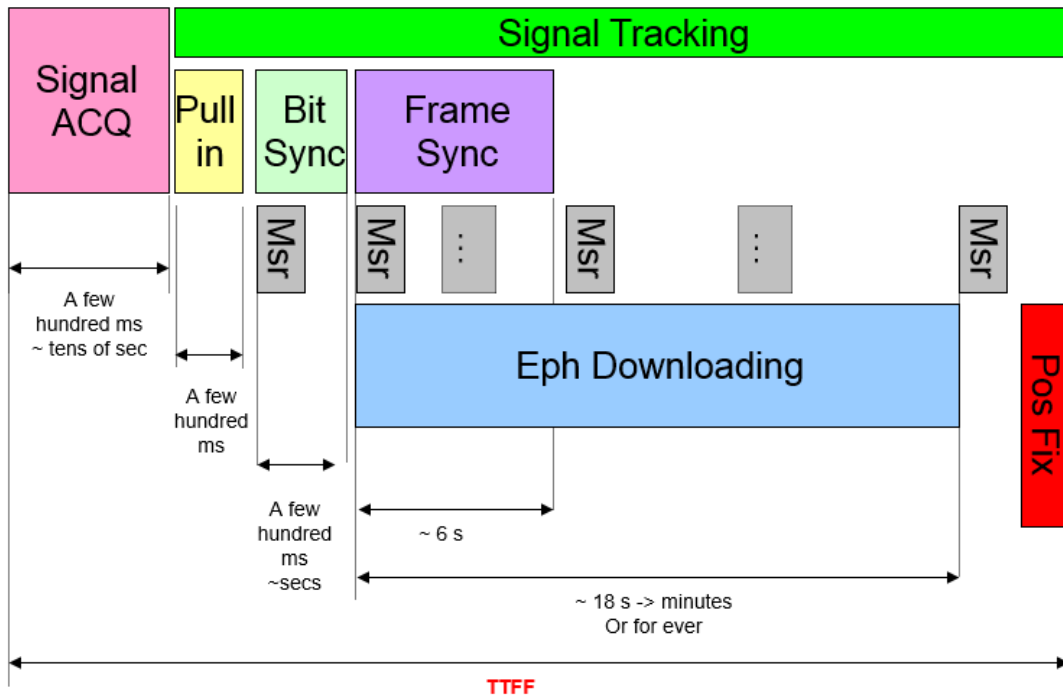 Signal Tracking
Signal
ACQ
Pull
in
Bit
Sync
Frame
Sync
Msr
Msr
...
Msr
...
Msr
A few
hundred ms
~ tens of sec
Eph Downloading
Pos Fix
A few
hundred
ms
A few
hundred
ms
~secs
~ 6 s
~ 18 s -> minutes
Or for ever
TTFF